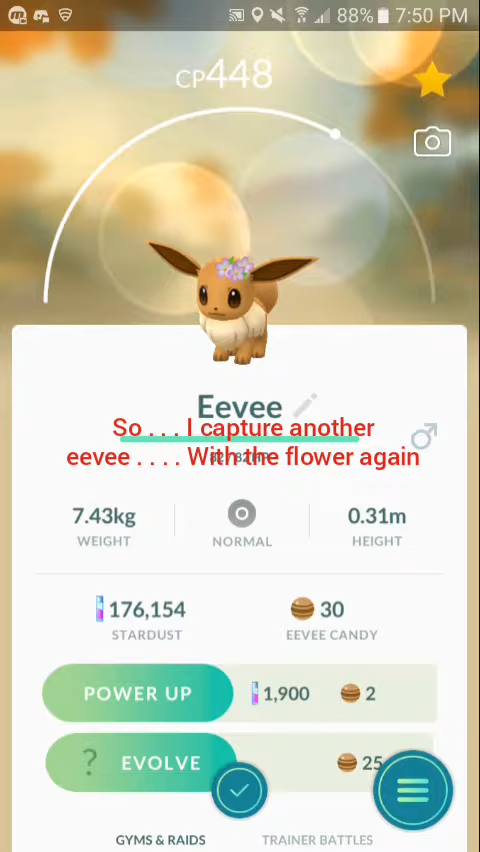 88% 7:50 PM
CP448
Eevee
So . . . I capture another
eevee . . . . With the flower again
7.43kg
WEIGHT
NORMAL
0.31m
HEIGHT
176,154
STARDUST
30
EEVEE CANDY
POWER UP 1,900 2
? EVOLVE 25
GYMS & RAIDS TRAINER BATTLES